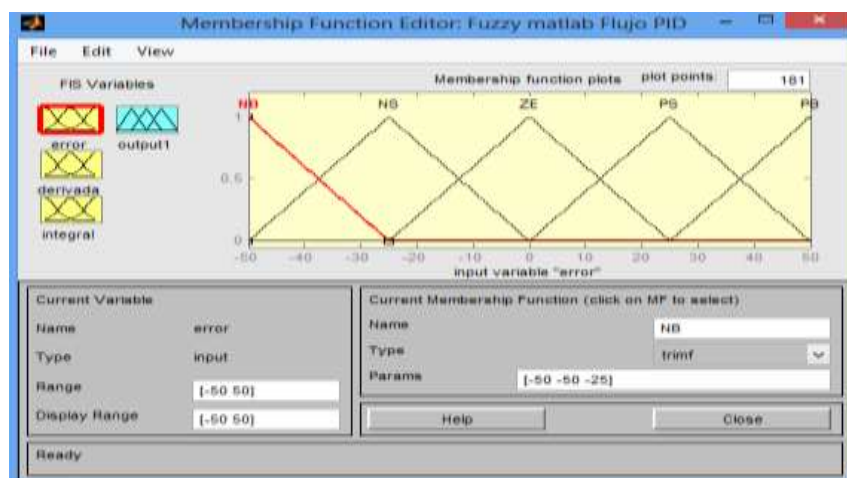 Membership Function Editor: Fuzzy matlab Flujo PID
File Edit View
FIS Variables
Membership function plots plot points: 181
NB NS ZE PS PB
error output1
derivada
integral
1
0.5
0
-50 -40 -30 -20 -10 0 10 20 30 40 50
input variable "error"
Current Variable
Name error
Type input
Range [-50 50]
Display Range [-50 50]
Current Membership Function (click on MF to select)
Name NB
Type trimf
Params [-50 -50 -25]
Help Close
Ready